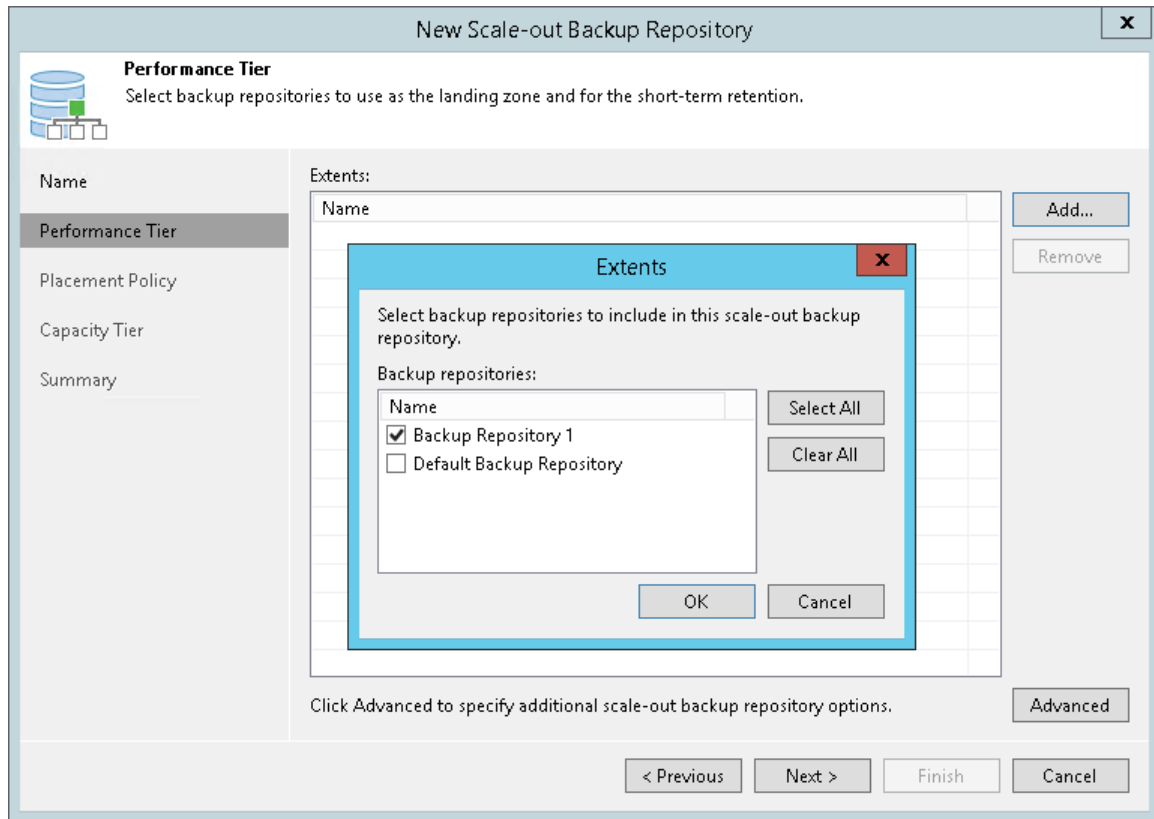 New Scale-out Backup Repository
x
Performance Tier
Select backup repositories to use as the landing zone and for the short-term retention.
Name
Performance Tier
Placement Policy
Capacity Tier
Summary
Extents:
Name
Add...
Remove
Extents
x
Select backup repositories to include in this scale-out backup
repository.
Backup repositories:
Name
Backup Repository 1
Default Backup Repository
Select All
Clear All
OK
Cancel
Click Advanced to specify additional scale-out backup repository options.
Advanced
< Previous
Next >
Finish
Cancel